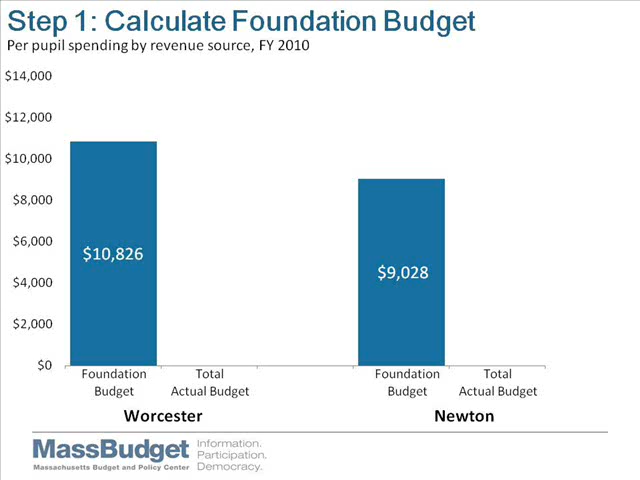 Step 1: Calculate Foundation Budget
Per pupil spending by revenue source, FY 2010
$14,000
$12,000
$10,000
$8,000
$6,000
$4,000
$2,000
$0
$10,826
$9,028
Foundation Budget
Total Actual Budget
Foundation Budget
Total Actual Budget
Worcester
Newton
MassBudget
Massachusetts Budget and Policy Center
Information.
Participation.
Democracy.